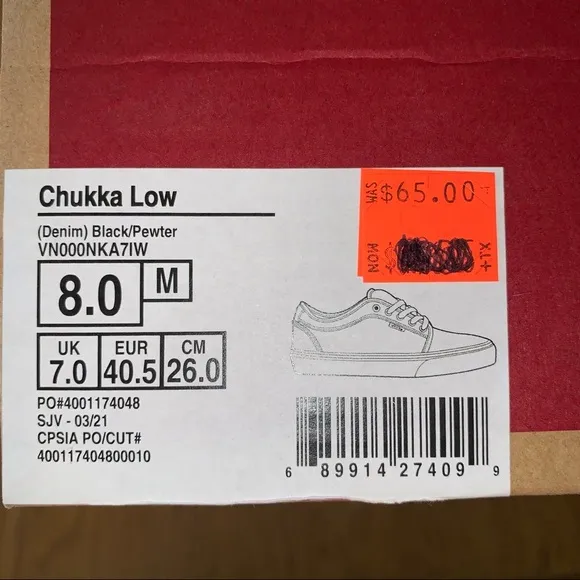 Chukka Low
(Denim) Black/Pewter
VN000NKA7IW
8.0 M
UK EUR CM
7.0 40.5 26.0
PO#4001174048
SJV - 03/21
CPSIA PO/CUT#
400117404800010
WAS $65.00
NOW +TX
6 89914 27409 9